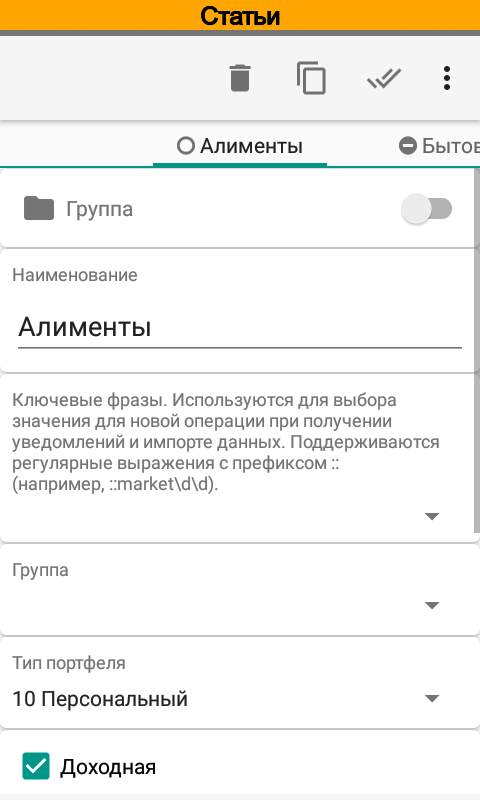 Статьи
Алименты
Бытов
Группа
Наименование
Алименты
Ключевые фразы. Используются для выбора
значения для новой операции при получении
уведомлений и импорте данных. Поддерживаются
регулярные выражения с префиксом ::
(например, ::market\d\d).
Группа
Тип портфеля
10 Персональный
Доходная